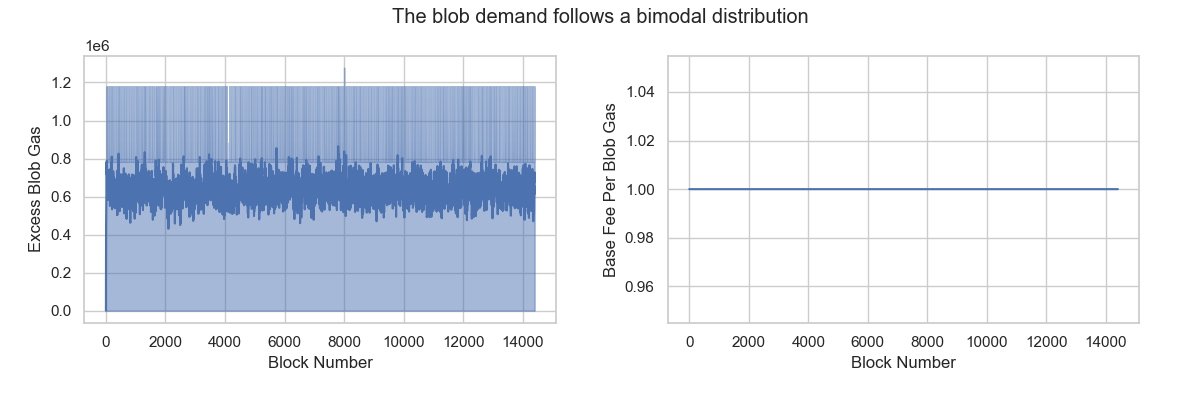 The blob demand follows a bimodal distribution
1e6
1.2
1.0
0.8
0.6
0.4
0.2
0.0
Excess Blob Gas
0 2000 4000 6000 8000 10000 12000 14000
Block Number
1.04
1.02
1.00
0.98
0.96
Base Fee Per Blob Gas
0 2000 4000 6000 8000 10000 12000 14000
Block Number